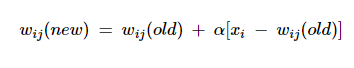 wᵢⱼ(new) = wᵢⱼ(old) + α[xᵢ − wᵢⱼ(old)]